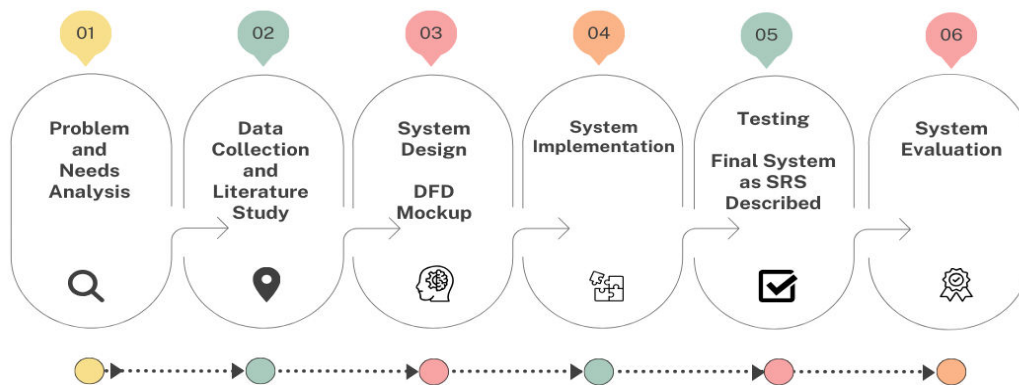 01
02
03
04
05
06
Problem
and
Needs
Analysis
Data
Collection
and
Literature
Study
System
Design
DFD
Mockup
System
Implementation
Testing
Final System
as SRS
Described
System
Evaluation